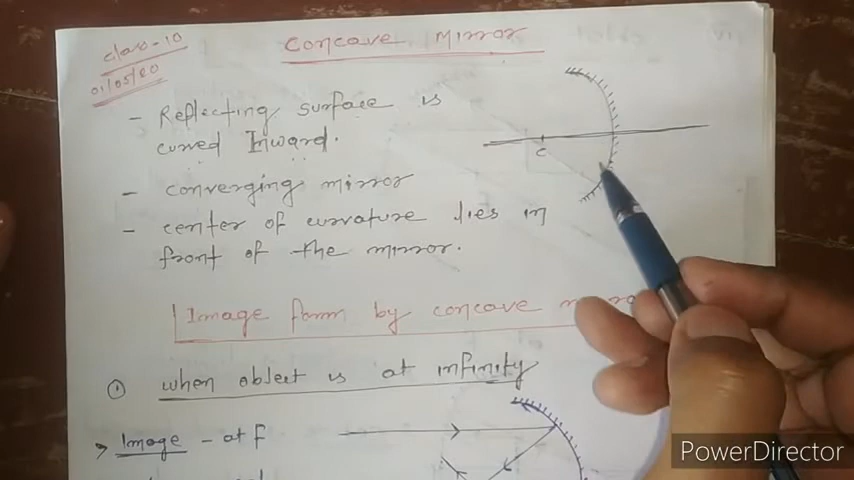 class-10
01/05/20
Concave Mirror
- Reflecting surface is
curved Inward.
C
- converging mirror
- center of curvature lies in
front of the mirror.
Image form by concave
① when object is at infinity
> Image - at f
PowerDirector